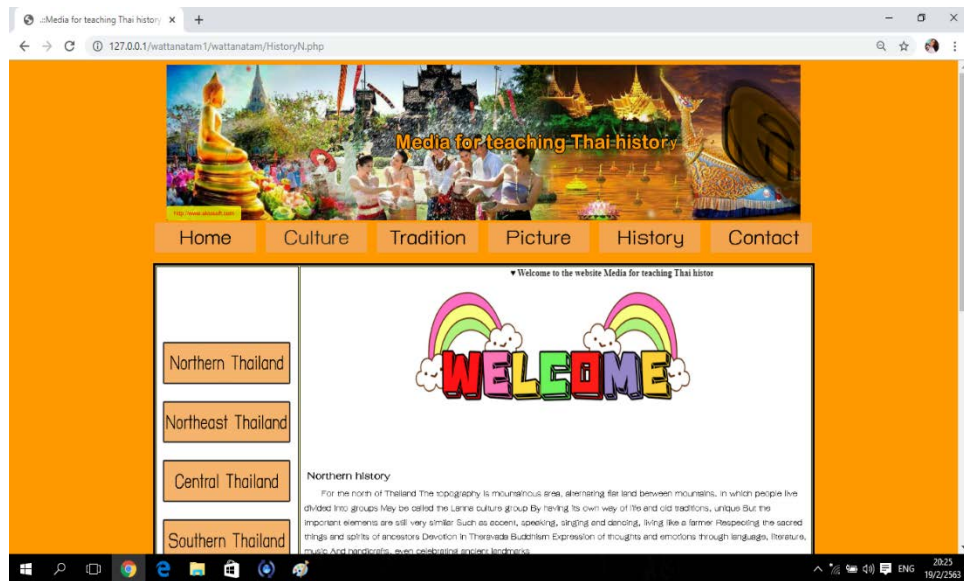 .::Media for teaching Thai history
127.0.0.1/wattanatam1/wattanatam/HistoryN.php
Media for teaching Thai history
Home Culture Tradition Picture History Contact
♥ Welcome to the website Media for teaching Thai histor
WELCOME
Northern Thailand
Northeast Thailand
Central Thailand
Southern Thailand
Northern history
For the north of Thailand The topography is mountainous area, alternating flat land between mountains. In which people live
divided into groups May be called the Lanna culture group By having its own way of life and old traditions, unique But the
important elements are still very similar Such as accent, speaking, singing and dancing, living like a farmer Respecting the sacred
things and spirits of ancestors Devotion in Theravada Buddhism Expression of thoughts and emotions through language, literature,
music And handicrafts, even celebrating ancient landmarks.
ENG
20:25
19/2/2563